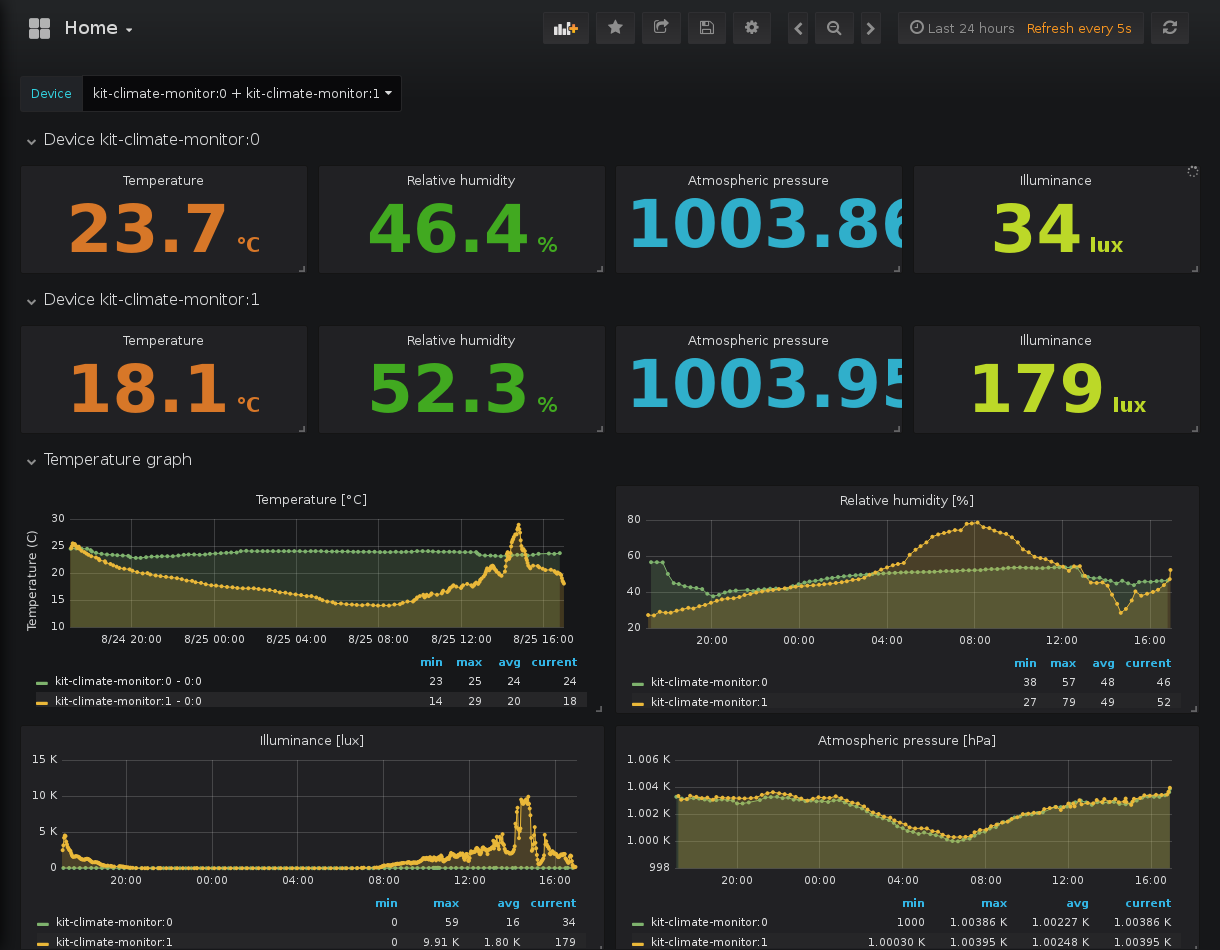 Home
Last 24 hours Refresh every 5s
Device kit-climate-monitor:0 + kit-climate-monitor:1
Device kit-climate-monitor:0
Temperature Relative humidity Atmospheric pressure Illuminance
23.7 °C 46.4 % 1003.86 34 lux
Device kit-climate-monitor:1
Temperature Relative humidity Atmospheric pressure Illuminance
18.1 °C 52.3 % 1003.95 179 lux
Temperature graph
Temperature [°C]
Temperature (C)
30
25
20
15
10
8/24 20:00 8/25 00:00 8/25 04:00 8/25 08:00 8/25 12:00 8/25 16:00
min max avg current
kit-climate-monitor:0 - 0:0 23 25 24 24
kit-climate-monitor:1 - 0:0 14 29 20 18
Relative humidity [%]
80
60
40
20
20:00 00:00 04:00 08:00 12:00 16:00
min max avg current
kit-climate-monitor:0 38 57 48 46
kit-climate-monitor:1 27 79 49 52
Illuminance [lux]
15 K
10 K
5 K
0
20:00 00:00 04:00 08:00 12:00 16:00
min max avg current
kit-climate-monitor:0 0 59 16 34
kit-climate-monitor:1 0 9.91 K 1.80 K 179
Atmospheric pressure [hPa]
1.006 K
1.004 K
1.002 K
1.000 K
998
20:00 00:00 04:00 08:00 12:00 16:00
min max avg current
kit-climate-monitor:0 1000 1.00386 K 1.00227 K 1.00386 K
kit-climate-monitor:1 1.00030 K 1.00395 K 1.00248 K 1.00395 K